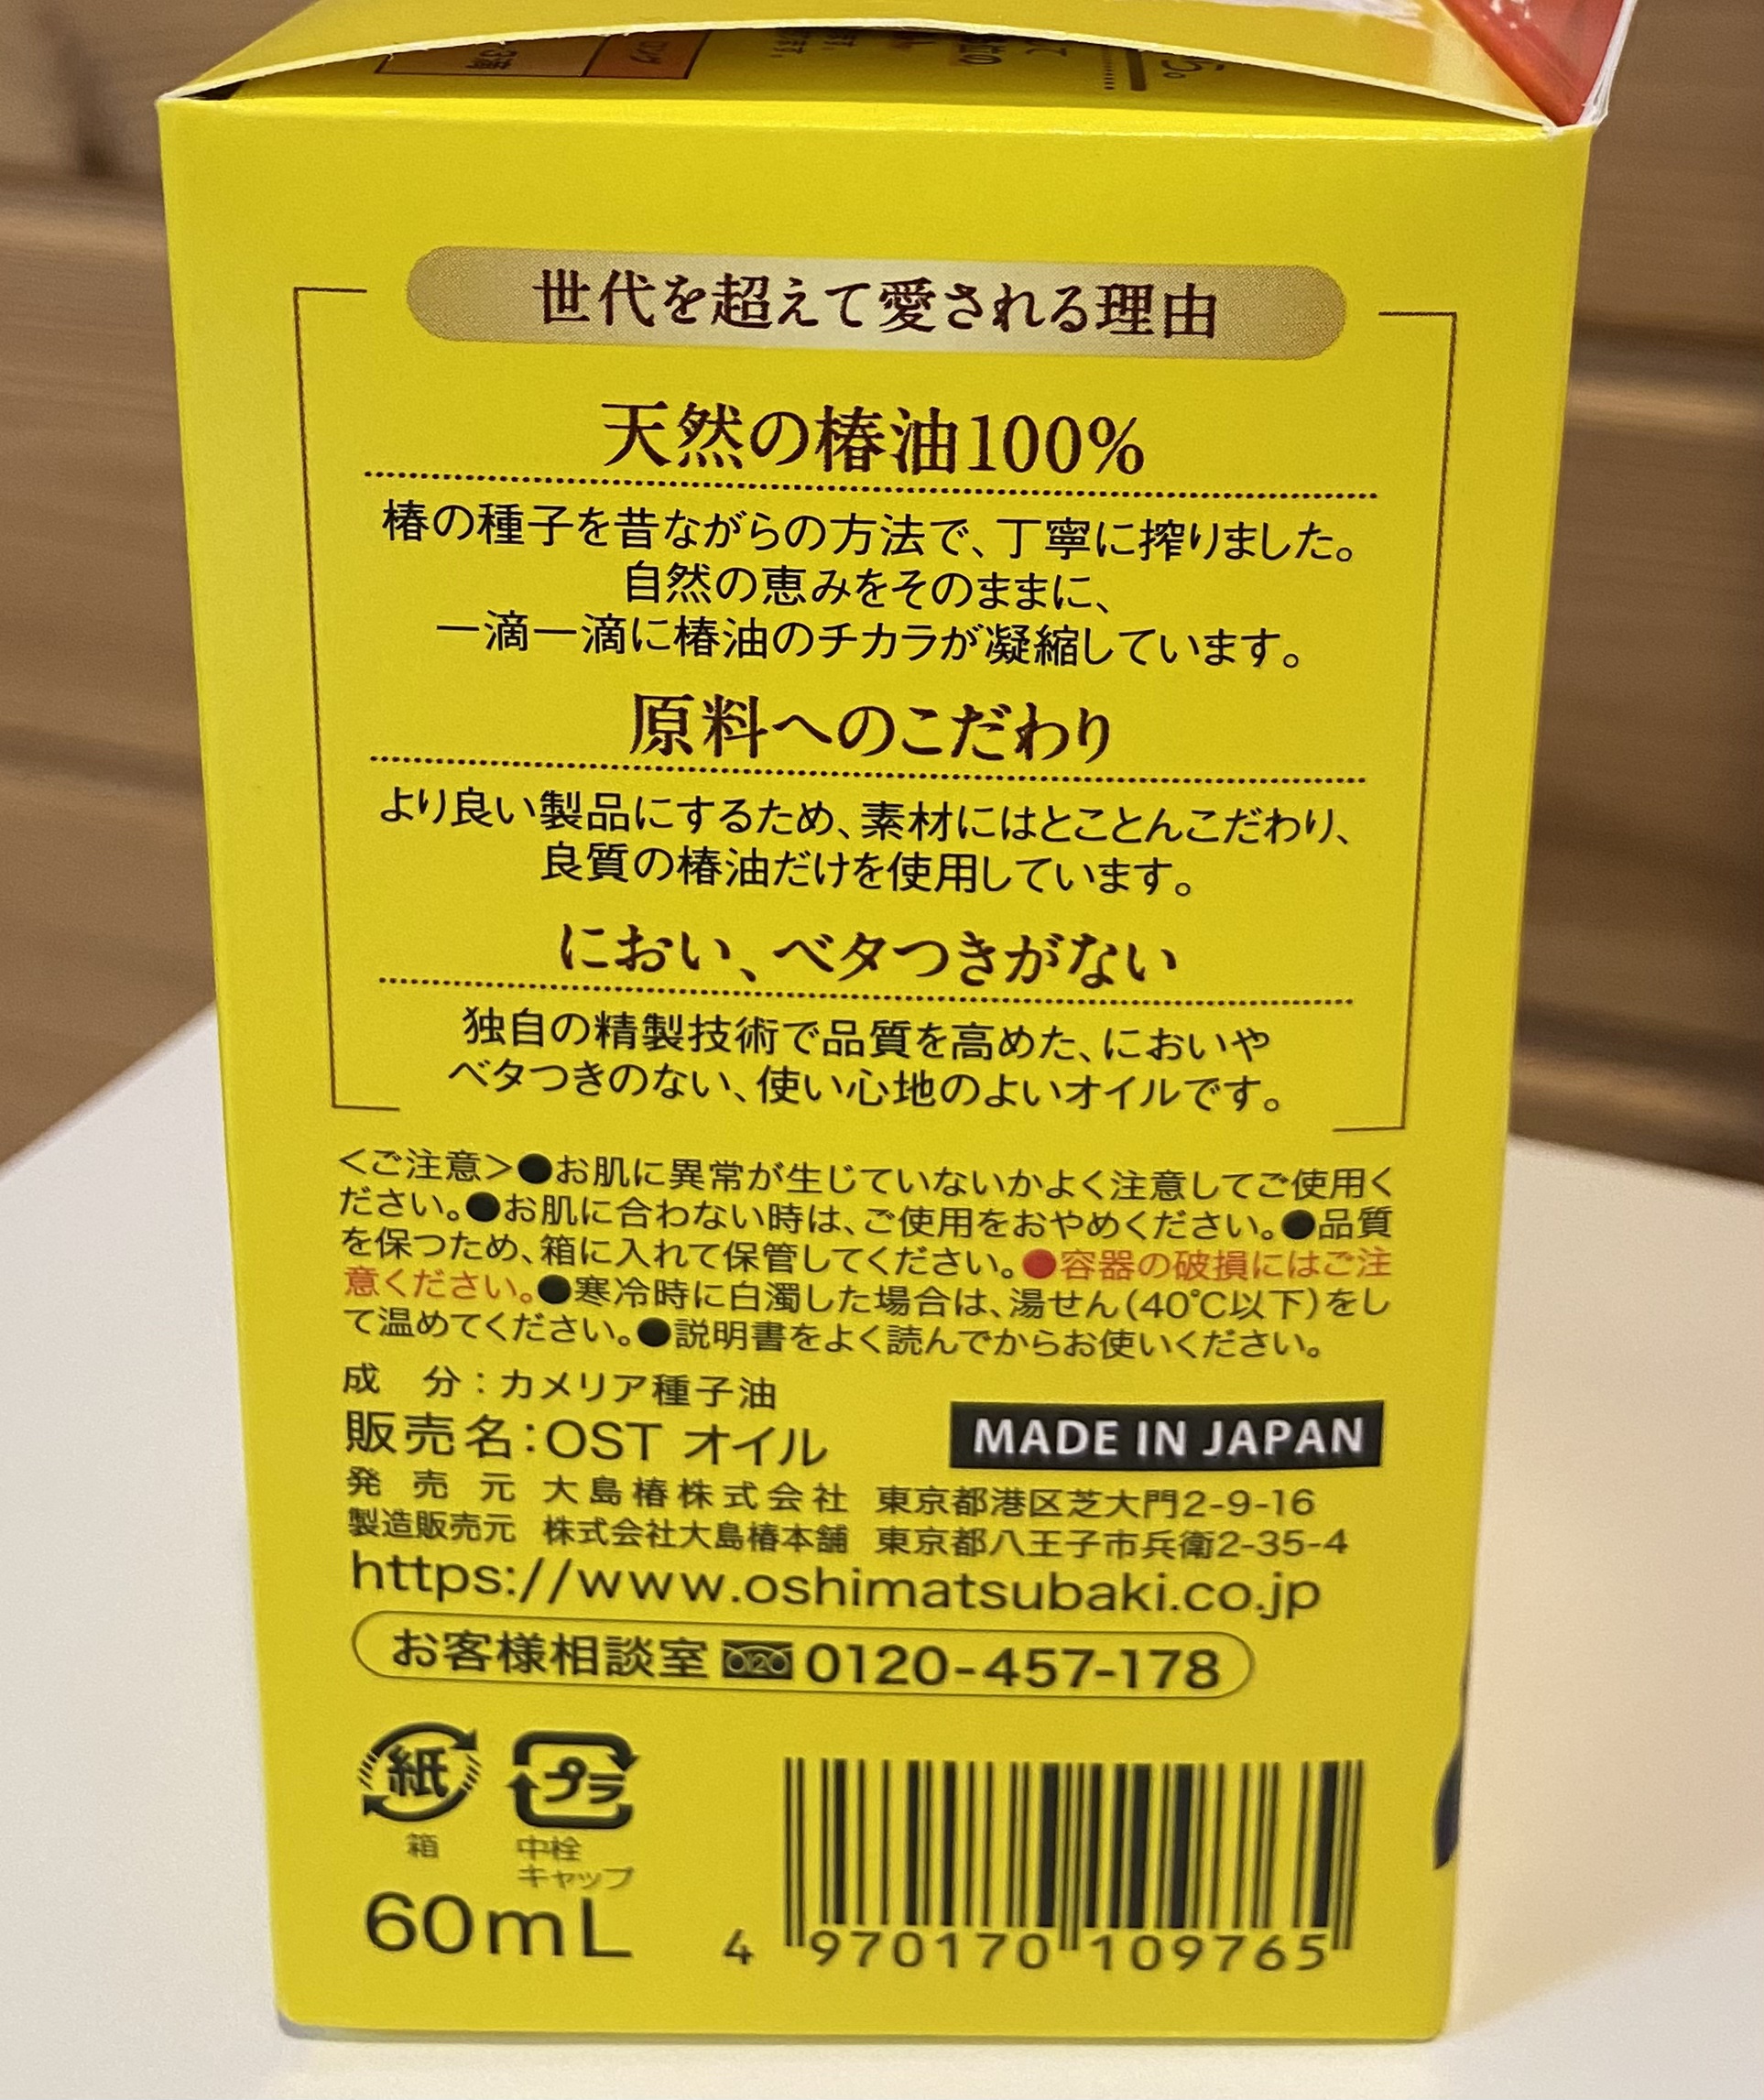 世代を超えて愛される理由
天然の椿油100%
椿の種子を昔ながらの方法で、丁寧に搾りました。
自然の恵みをそのままに、
一滴一滴に椿油のチカラが凝縮しています。
原料へのこだわり
より良い製品にするため、素材にはとことんこだわり、
良質の椿油だけを使用しています。
におい、ベタつきがない
独自の精製技術で品質を高めた、においや
ベタつきのない、使い心地のよいオイルです。
＜ご注意＞●お肌に異常が生じていないかよく注意してご使用く
ださい。●お肌に合わない時は、ご使用をおやめください。●品質
を保つため、箱に入れて保管してください。●容器の破損にはご注
意ください。●寒冷時に白濁した場合は、湯せん(40℃以下)をし
て温めてください。●説明書をよく読んでからお使いください。
成　分：カメリア種子油
販売名：OST オイル
MADE IN JAPAN
発売元 大島椿株式会社 東京都港区芝大門2-9-16
製造販売元 株式会社大島椿本舗 東京都八王子市兵衛2-35-4
https://www.oshimatsubaki.co.jp
お客様相談室 0120-457-178
紙 プラ
箱 中栓
キャップ
60mL
4 970170 109765